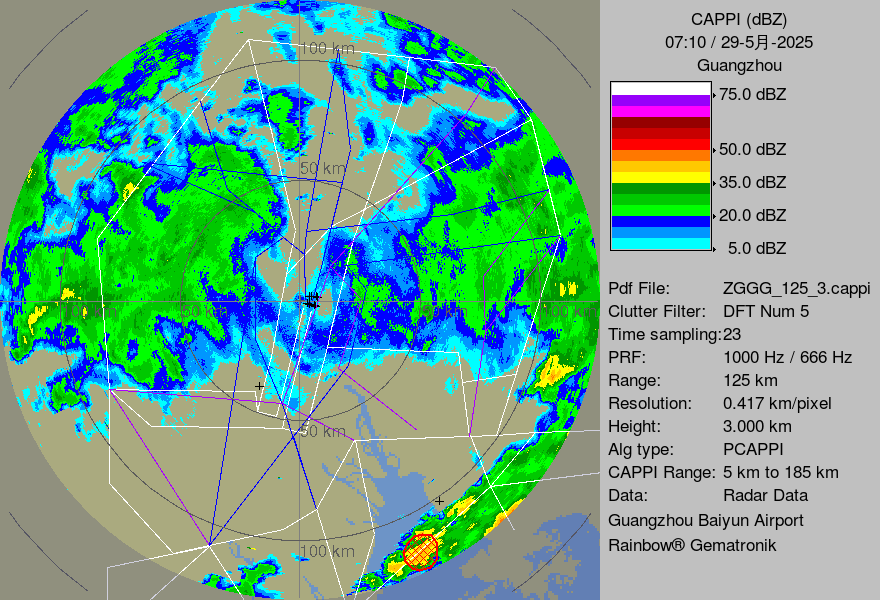 CAPPI (dBZ)
07:10 / 29-5月-2025
Guangzhou
75.0 dBZ
50.0 dBZ
35.0 dBZ
20.0 dBZ
5.0 dBZ
Pdf File: ZGGG_125_3.cappi
Clutter Filter: DFT Num 5
Time sampling:23
PRF: 1000 Hz / 666 Hz
Range: 125 km
Resolution: 0.417 km/pixel
Height: 3.000 km
Alg type: PCAPPI
CAPPI Range: 5 km to 185 km
Data: Radar Data
Guangzhou Baiyun Airport
Rainbow® Gematronik
100 km
50 km
100 km
50 km
50 km
100 km
50 km
100 km